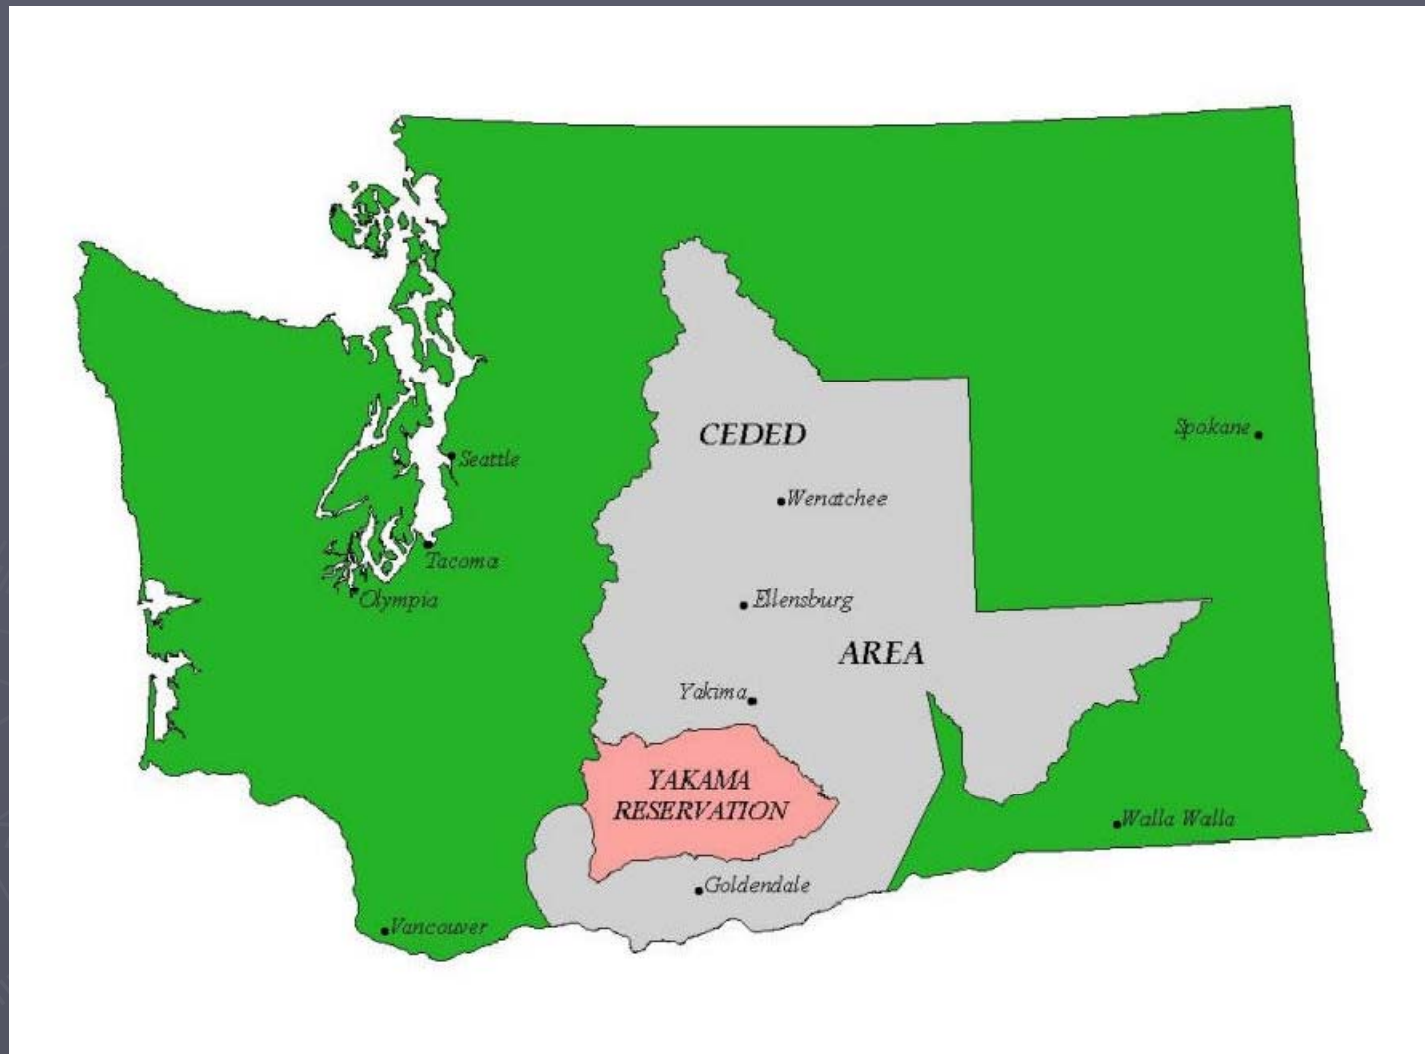 CEDED
Spokane
Seattle
Wenatchee
Tacoma
Olympia
Ellensburg
AREA
Yakima
YAKAMA
RESERVATION
Walla Walla
Goldendale
Vancouver